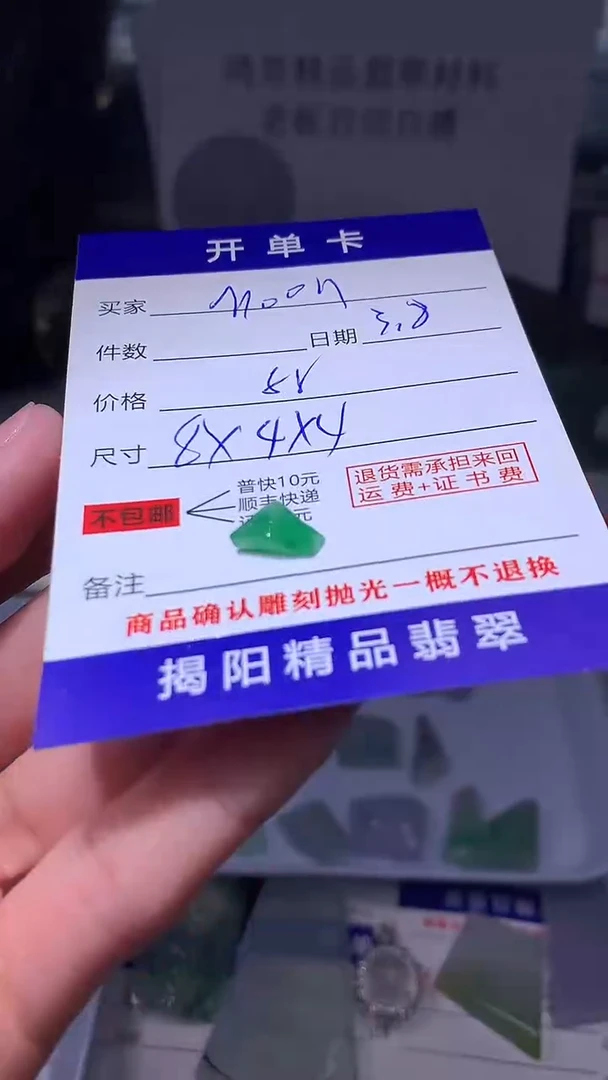 开单卡
买家 moon
件数
日期 3.8
价格
尺寸 8X4X4
不包邮
普快10元
顺丰快递
元
退货需承担来回
运费+证书费
备注
商品确认雕刻抛光一概不退换
揭阳精品翡翠